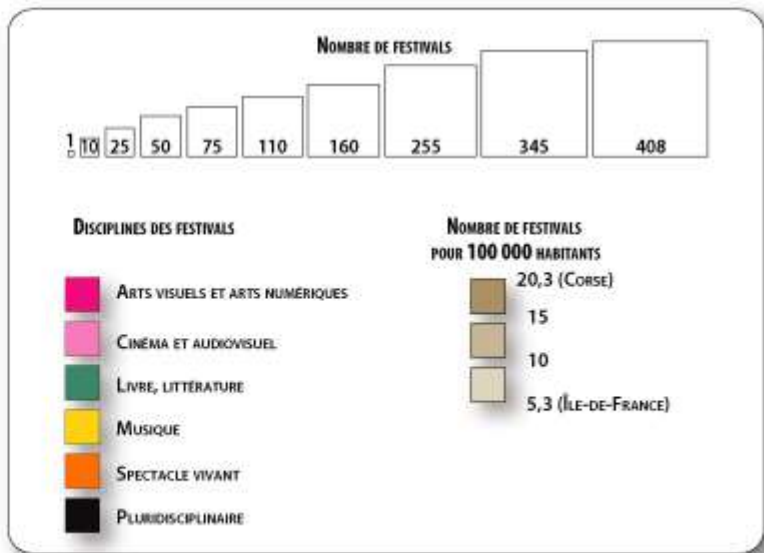 Nombre de festivals
1 10 25 50 75 110 160 255 345 408
Disciplines des festivals
Arts visuels et arts numériques
Cinéma et audiovisuel
Livre, littérature
Musique
Spectacle vivant
Pluridisciplinaire
Nombre de festivals
pour 100 000 habitants
20,3 (Corse)
15
10
5,3 (Île-de-France)